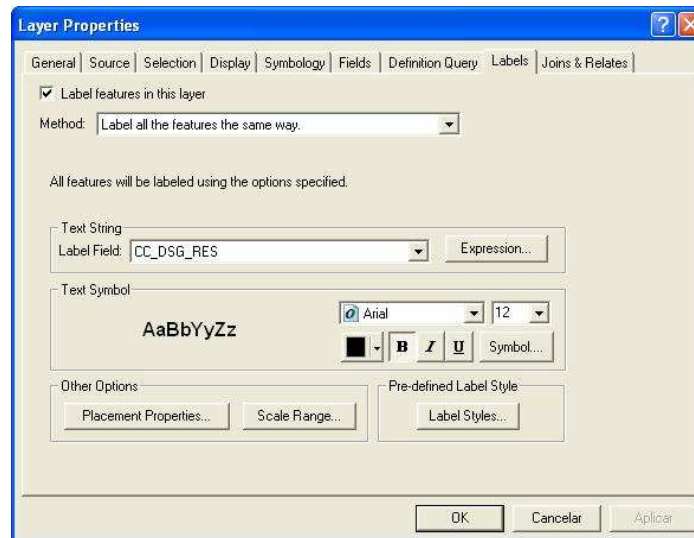 Layer Properties
General Source Selection Display Symbology Fields Definition Query Labels Joins & Relates
Label features in this layer
Method: Label all the features the same way.
All features will be labeled using the options specified.
Text String
Label Field: CC_DSG_RES Expression...
Text Symbol
AaBbYyZz
Arial 12
B I U Symbol...
Other Options
Placement Properties... Scale Range...
Pre-defined Label Style
Label Styles...
OK Cancelar Aplicar